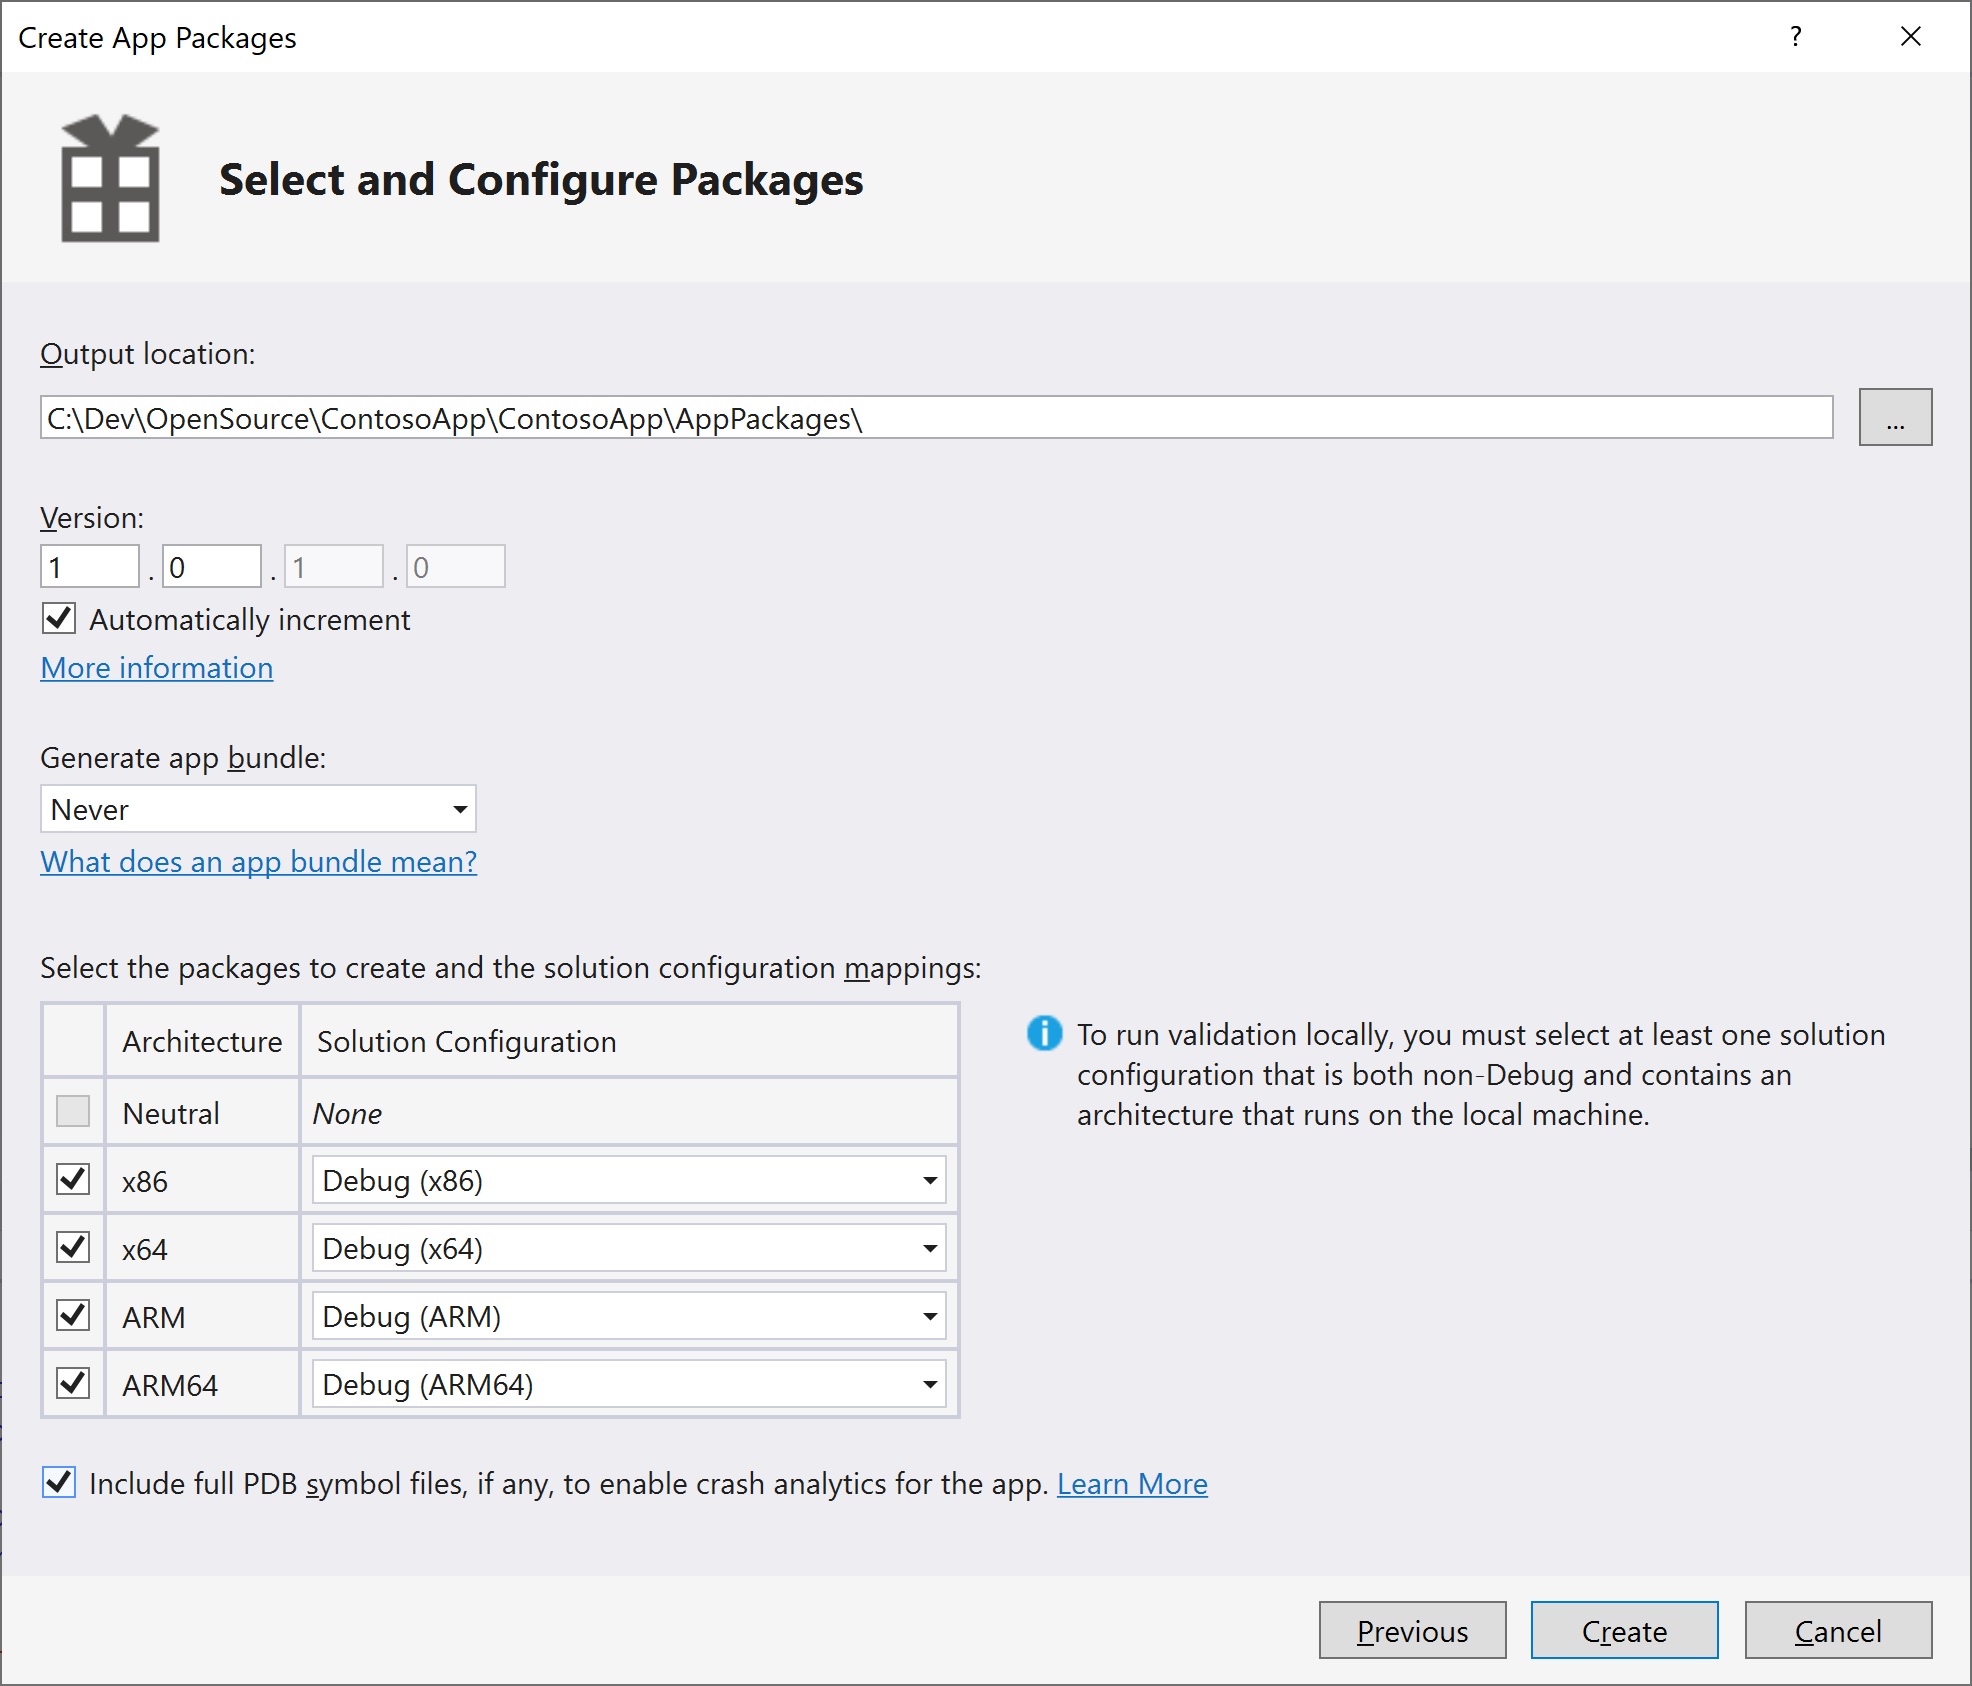 Create App Packages
?
Select and Configure Packages
Output location:
C:\Dev\OpenSource\ContosoApp\ContosoApp\AppPackages\
...
Version:
1 . 0 . 1 . 0
Automatically increment
More information
Generate app bundle:
Never
What does an app bundle mean?
Select the packages to create and the solution configuration mappings:
Architecture Solution Configuration
Neutral None
x86 Debug (x86)
x64 Debug (x64)
ARM Debug (ARM)
ARM64 Debug (ARM64)
To run validation locally, you must select at least one solution
configuration that is both non-Debug and contains an
architecture that runs on the local machine.
Include full PDB symbol files, if any, to enable crash analytics for the app. Learn More
Previous Create Cancel